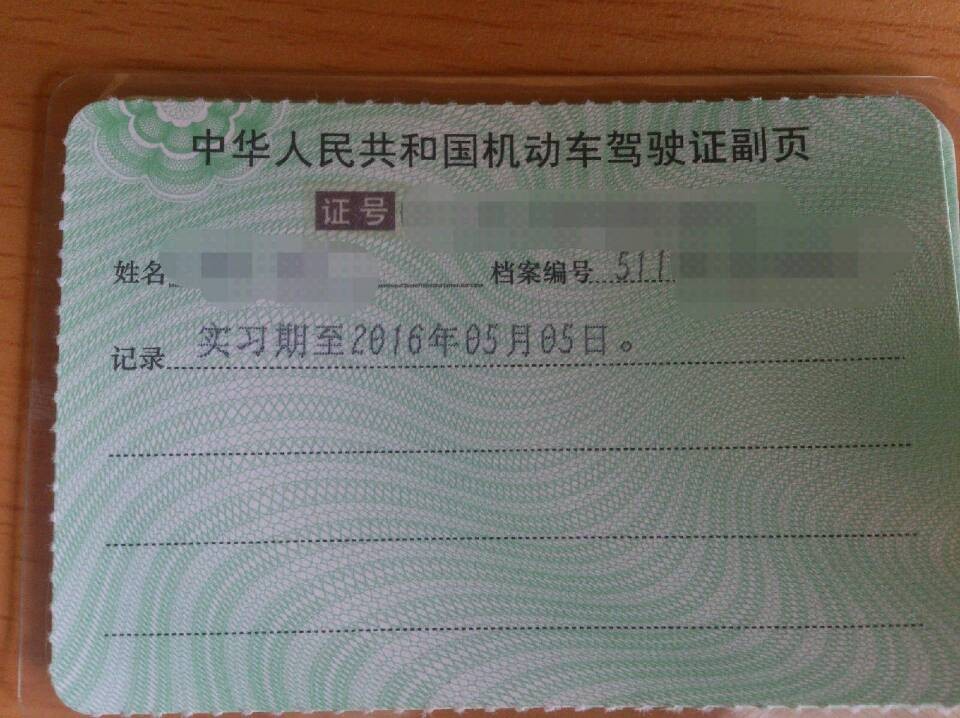 中华人民共和国机动车驾驶证副页
证号
姓名 档案编号 511
记录 实习期至2016年05月05日。